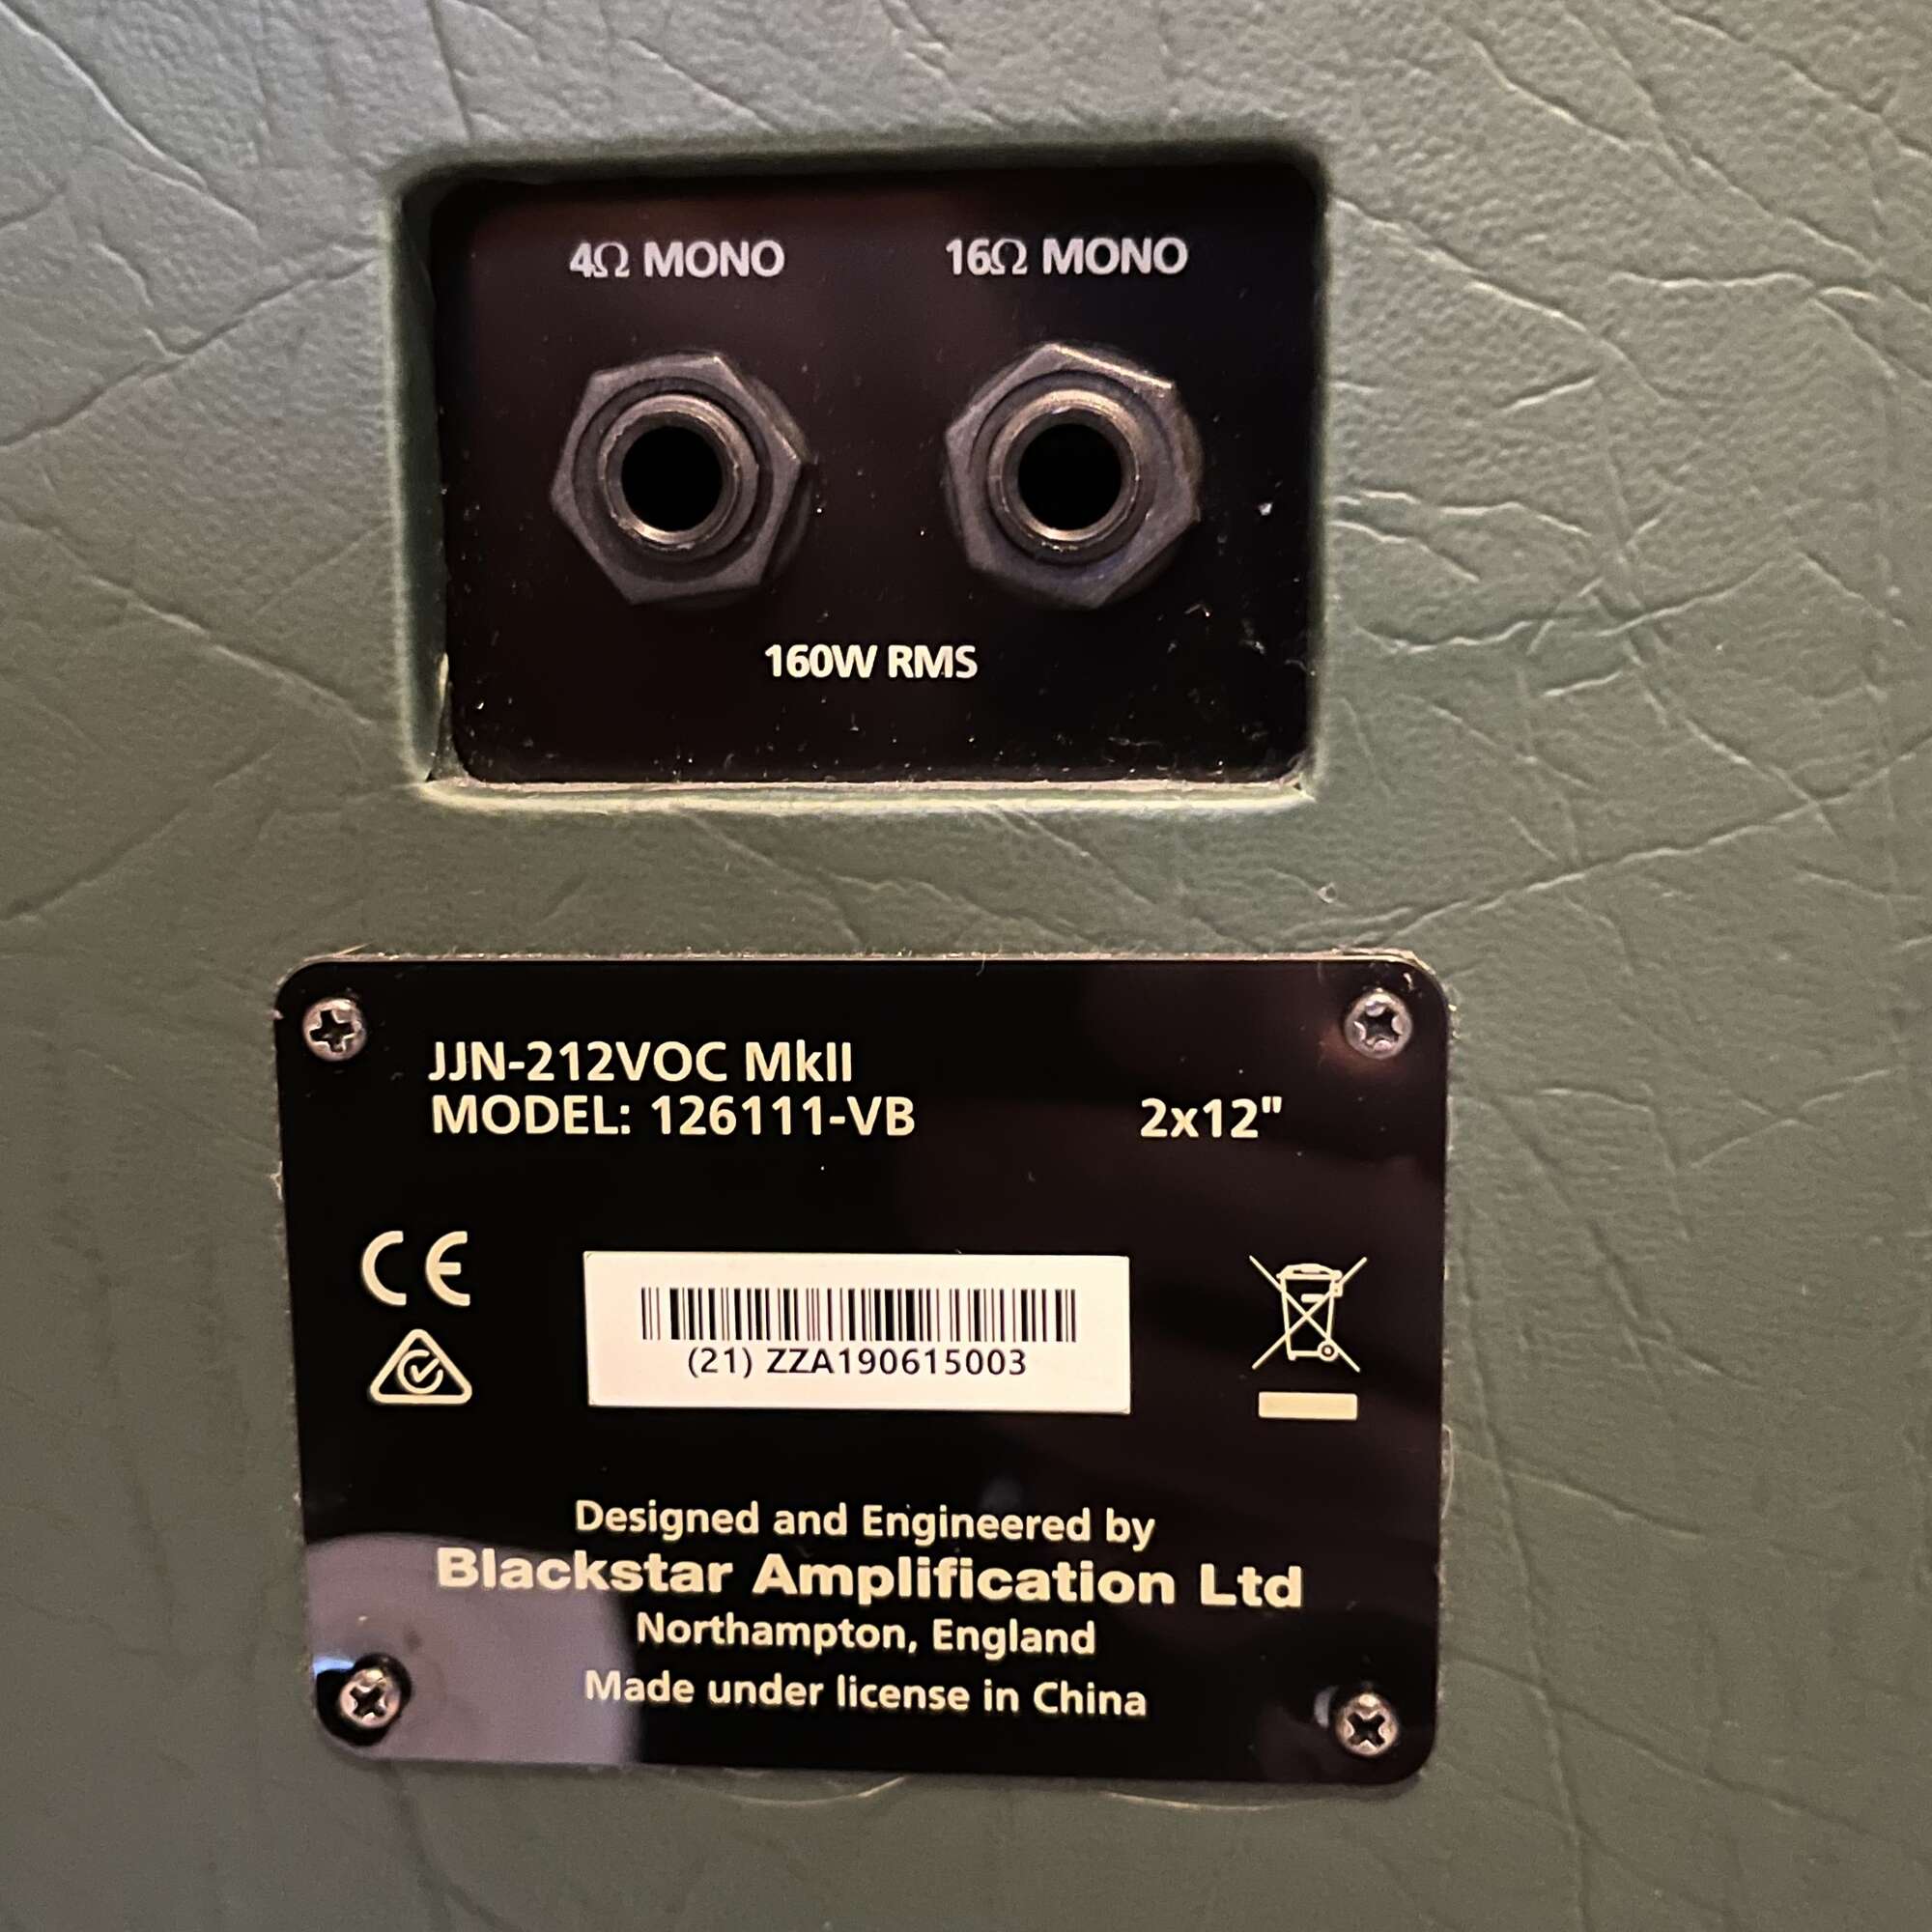 4Ω MONO 16Ω MONO
160W RMS
JJN-212VOC MkII
MODEL: 126111-VB 2x12"
CE
(21) ZZA190615003
Designed and Engineered by
Blackstar Amplification Ltd
Northampton, England
Made under license in China